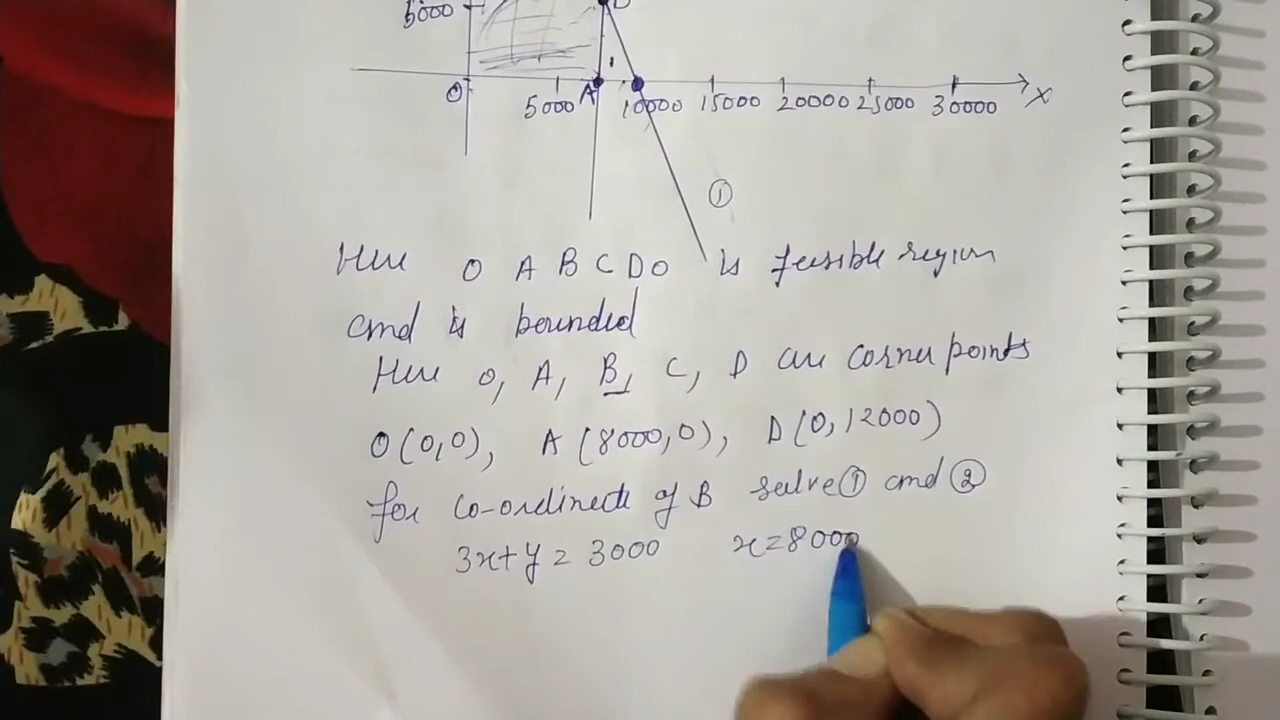 5000
O 5000 A 10000 15000 20000 25000 30000 X
①
Here O A B C D O is feasible region
and is bounded
Here O, A, B, C, D are corner points
O(0,0), A (8000,0), D(0,12000)
for co-ordinate of B solve ① and ②
3x+y = 3000 x=8000